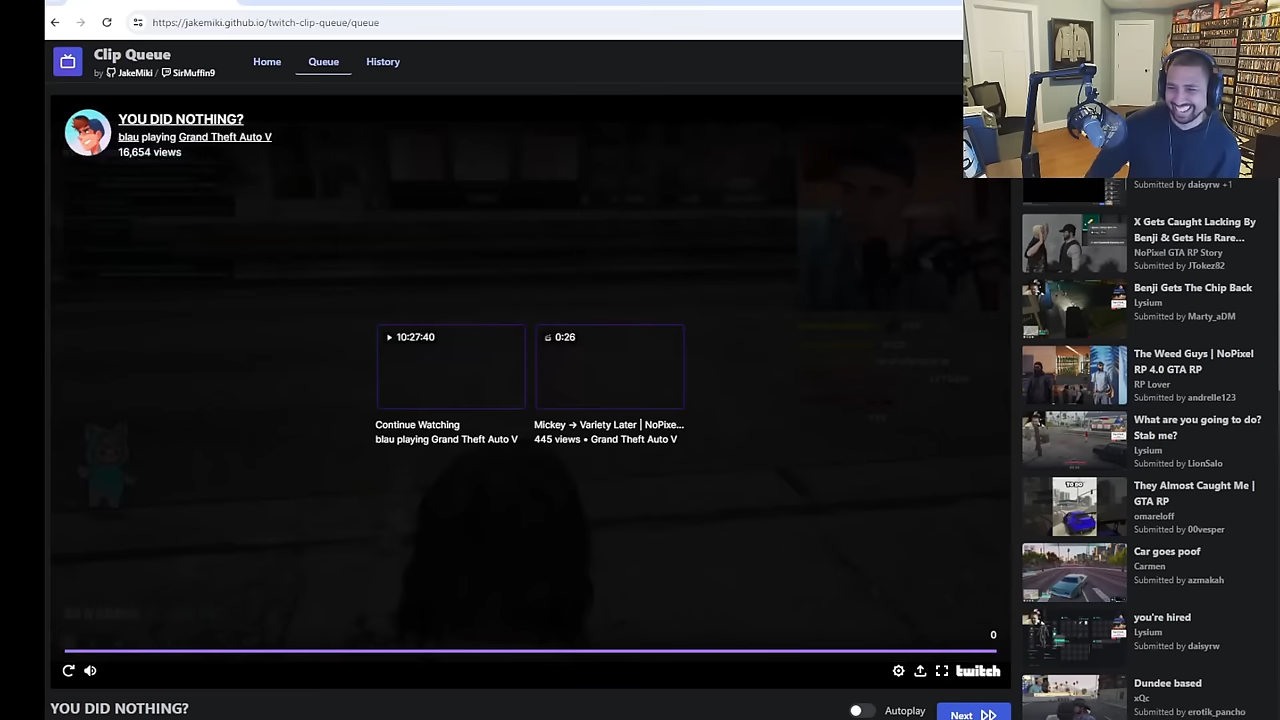 https://jakemiki.github.io/twitch-clip-queue/queue
Clip Queue
by JakeMiki / SirMuffin9
Home
Queue
History
YOU DID NOTHING?
blau playing Grand Theft Auto V
16,654 views
10:27:40
0:26
Continue Watching
blau playing Grand Theft Auto V
Mickey → Variety Later | NoPixe...
445 views • Grand Theft Auto V
0
twitch
YOU DID NOTHING?
Autoplay
Next
Submitted by daisyrw +1
X Gets Caught Lacking By
Benji & Gets His Rare...
NoPixel GTA RP Story
Submitted by JTokez82
Benji Gets The Chip Back
Lysium
Submitted by Marty_aDM
The Weed Guys | NoPixel
RP 4.0 GTA RP
RP Lover
Submitted by andrelle123
What are you going to do?
Stab me?
Lysium
Submitted by LionSalo
TO DO
They Almost Caught Me |
GTA RP
omareloff
Submitted by 00vesper
Car goes poof
Carmen
Submitted by azmakah
you're hired
Lysium
Submitted by daisyrw
Dundee based
xQc
Submitted by erotik_pancho